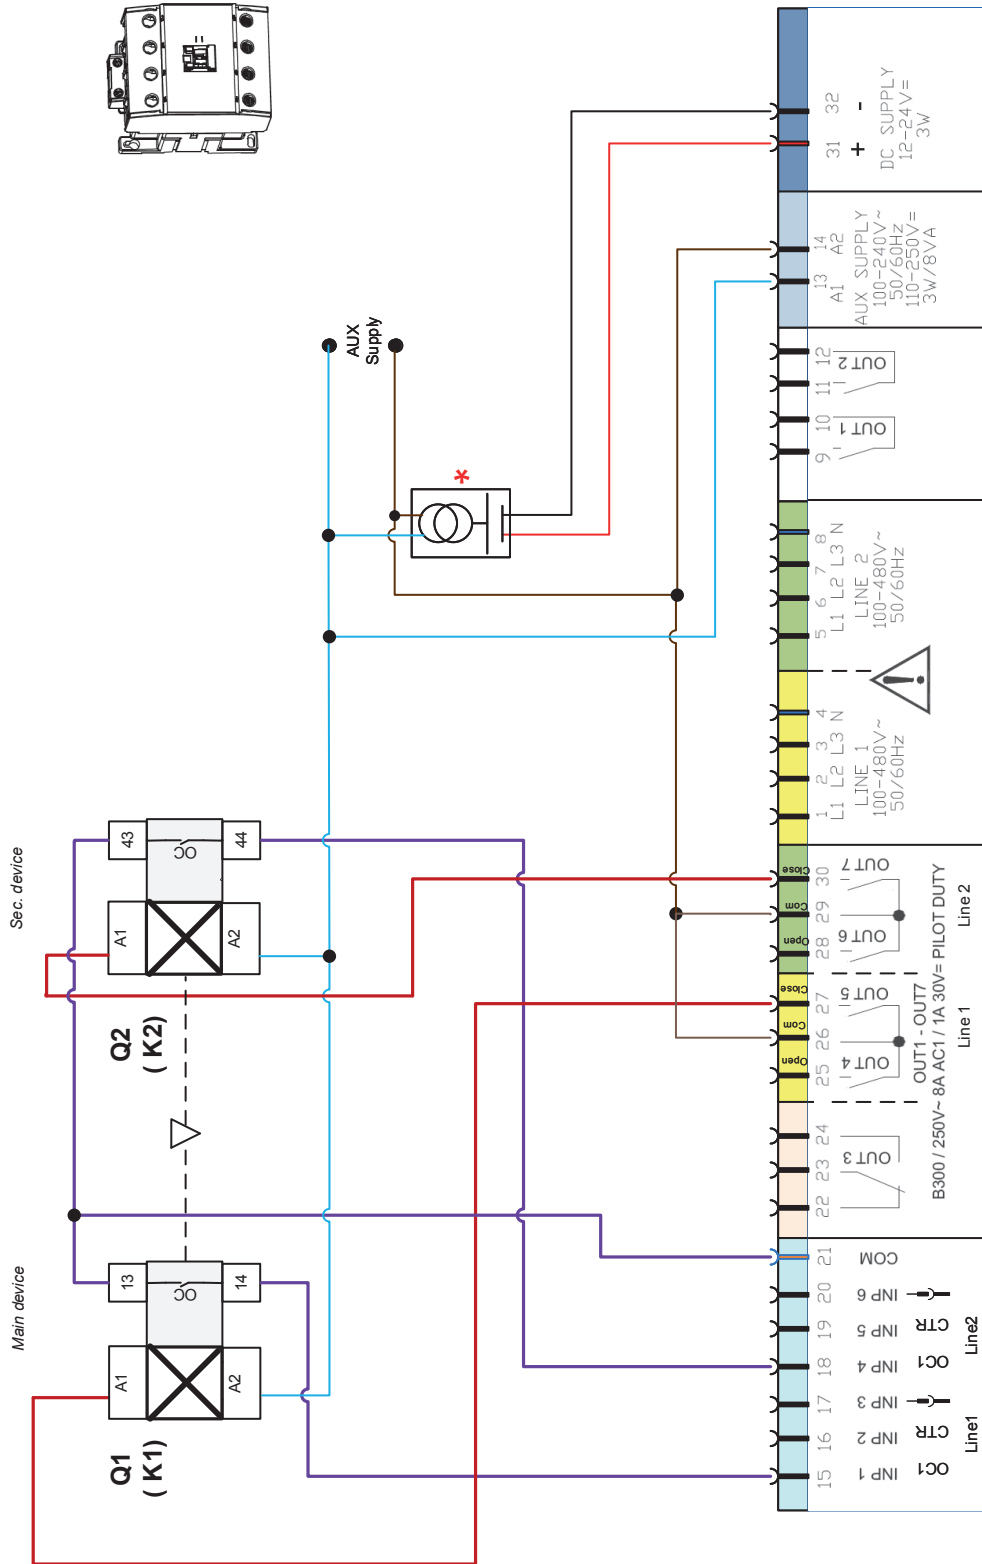 Sec. device
Main device
Q2
( K2)
Q1
( K1)
43
OC
44
A1
A2
13
OC
14
A1
A2
AUX
Supply
*
32
-
31
+
DC SUPPLY
12-24V=
3W
14
A2
13
A1
AUX SUPPLY
100-240V~
50/60Hz
110-250V=
3W/8VA
12
11
OUT 2
10
9
OUT 1
8
7
6
5
L1 L2 L3 N
LINE 2
100-480V~
50/60Hz
4
3
2
1
L1 L2 L3 N
LINE 1
100-480V~
50/60Hz
Close
30
OUT 7
Com
29
Open
28
OUT 6
Line 2
Close
27
OUT 5
Com
26
Open
25
OUT 4
Line 1
OUT1 - OUT7
B300 / 250V~ 8A AC1 / 1A 30V= PILOT DUTY
24
23
22
OUT 3
21
COM
20
INP 6
19
INP 5
CTR
18
INP 4
OC1
Line2
17
INP 3
16
INP 2
CTR
15
INP 1
OC1
Line1